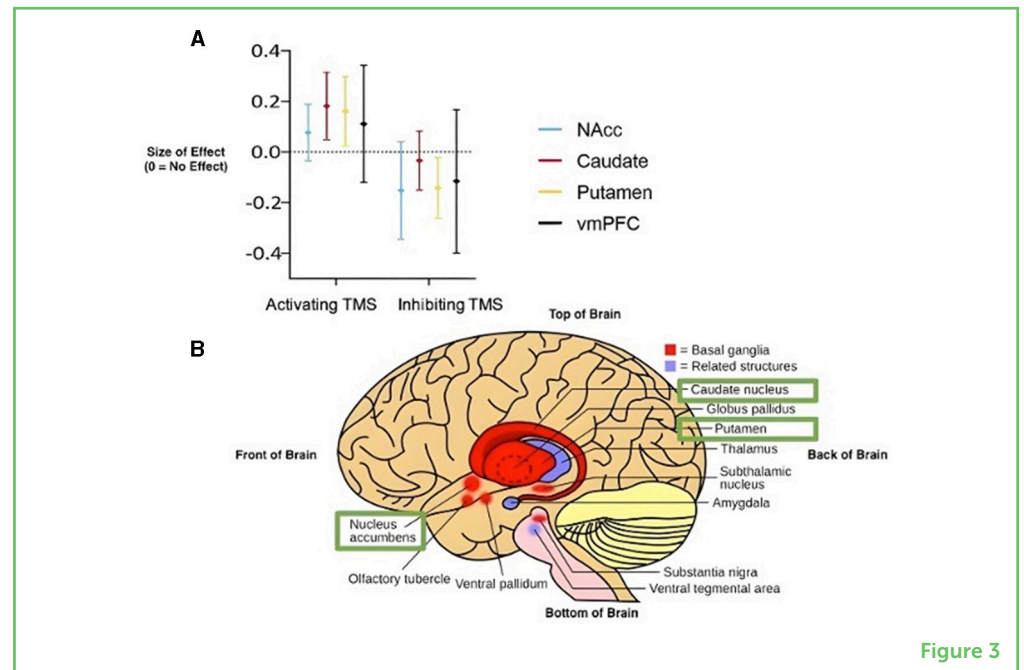 A
0.4
0.2
0.0
-0.2
-0.4
Size of Effect
(0 = No Effect)
NAcc
Caudate
Putamen
vmPFC
Activating TMS
Inhibiting TMS
Top of Brain
B
= Basal ganglia
= Related structures
Caudate nucleus
Globus pallidus
Putamen
Thalamus
Front of Brain
Back of Brain
Subthalamic
nucleus
Amygdala
Nucleus
accumbens
Olfactory tubercle
Ventral pallidum
Substantia nigra
Ventral tegmental area
Bottom of Brain
Figure 3